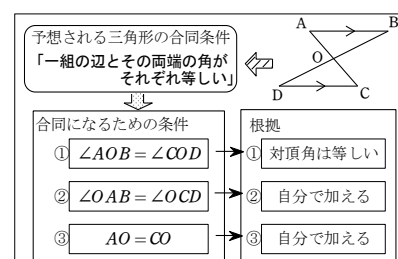 予想される三角形の合同条件
「一組の辺とその両端の角が
それぞれ等しい」
A
B
O
D
C
合同になるための条件
根拠
① ∠AOB＝∠COD
① 対頂角は等しい
② ∠OAB＝∠OCD
② 自分で加える
③ AO＝CO
③ 自分で加える